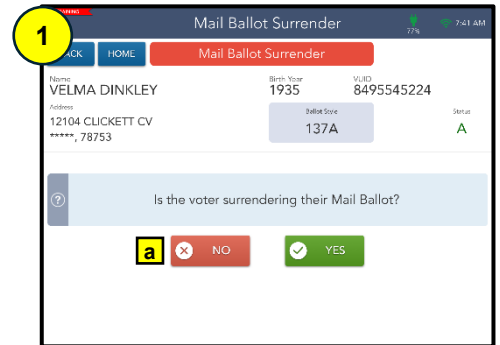 1
Mail Ballot Surrender
77%
7:41 AM
HOME
Mail Ballot Surrender
Name
VELMA DINKLEY
Birth Year
1935
VUID
8495545224
Address
12104 CLICKETT CV
*****, 78753
Ballot Style
137A
Status
A
?
Is the voter surrendering their Mail Ballot?
a
NO
YES